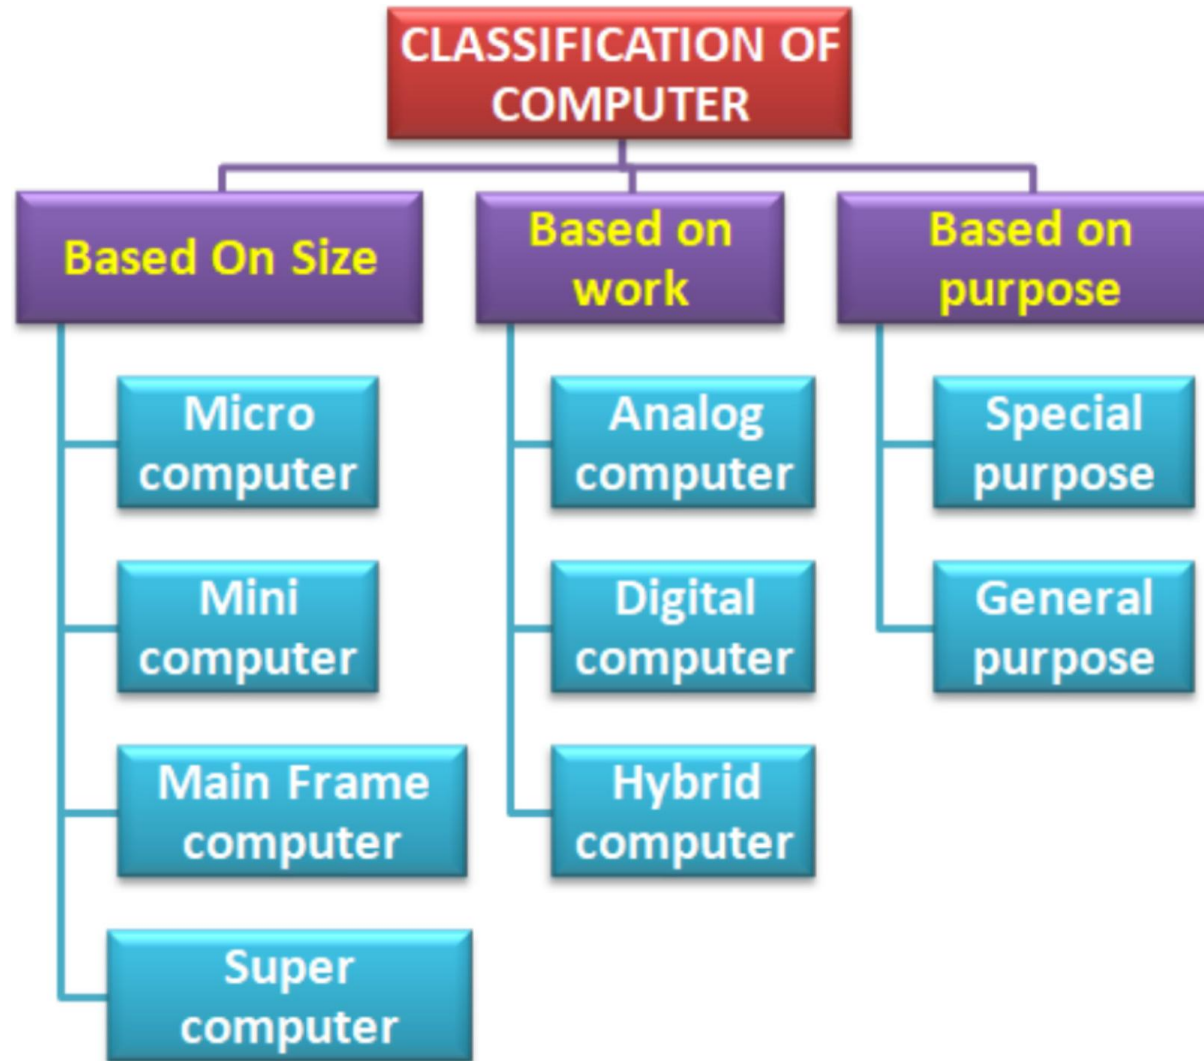 CLASSIFICATION OF
COMPUTER
Based On Size
Based on
work
Based on
purpose
Micro
computer
Mini
computer
Main Frame
computer
Super
computer
Analog
computer
Digital
computer
Hybrid
computer
Special
purpose
General
purpose